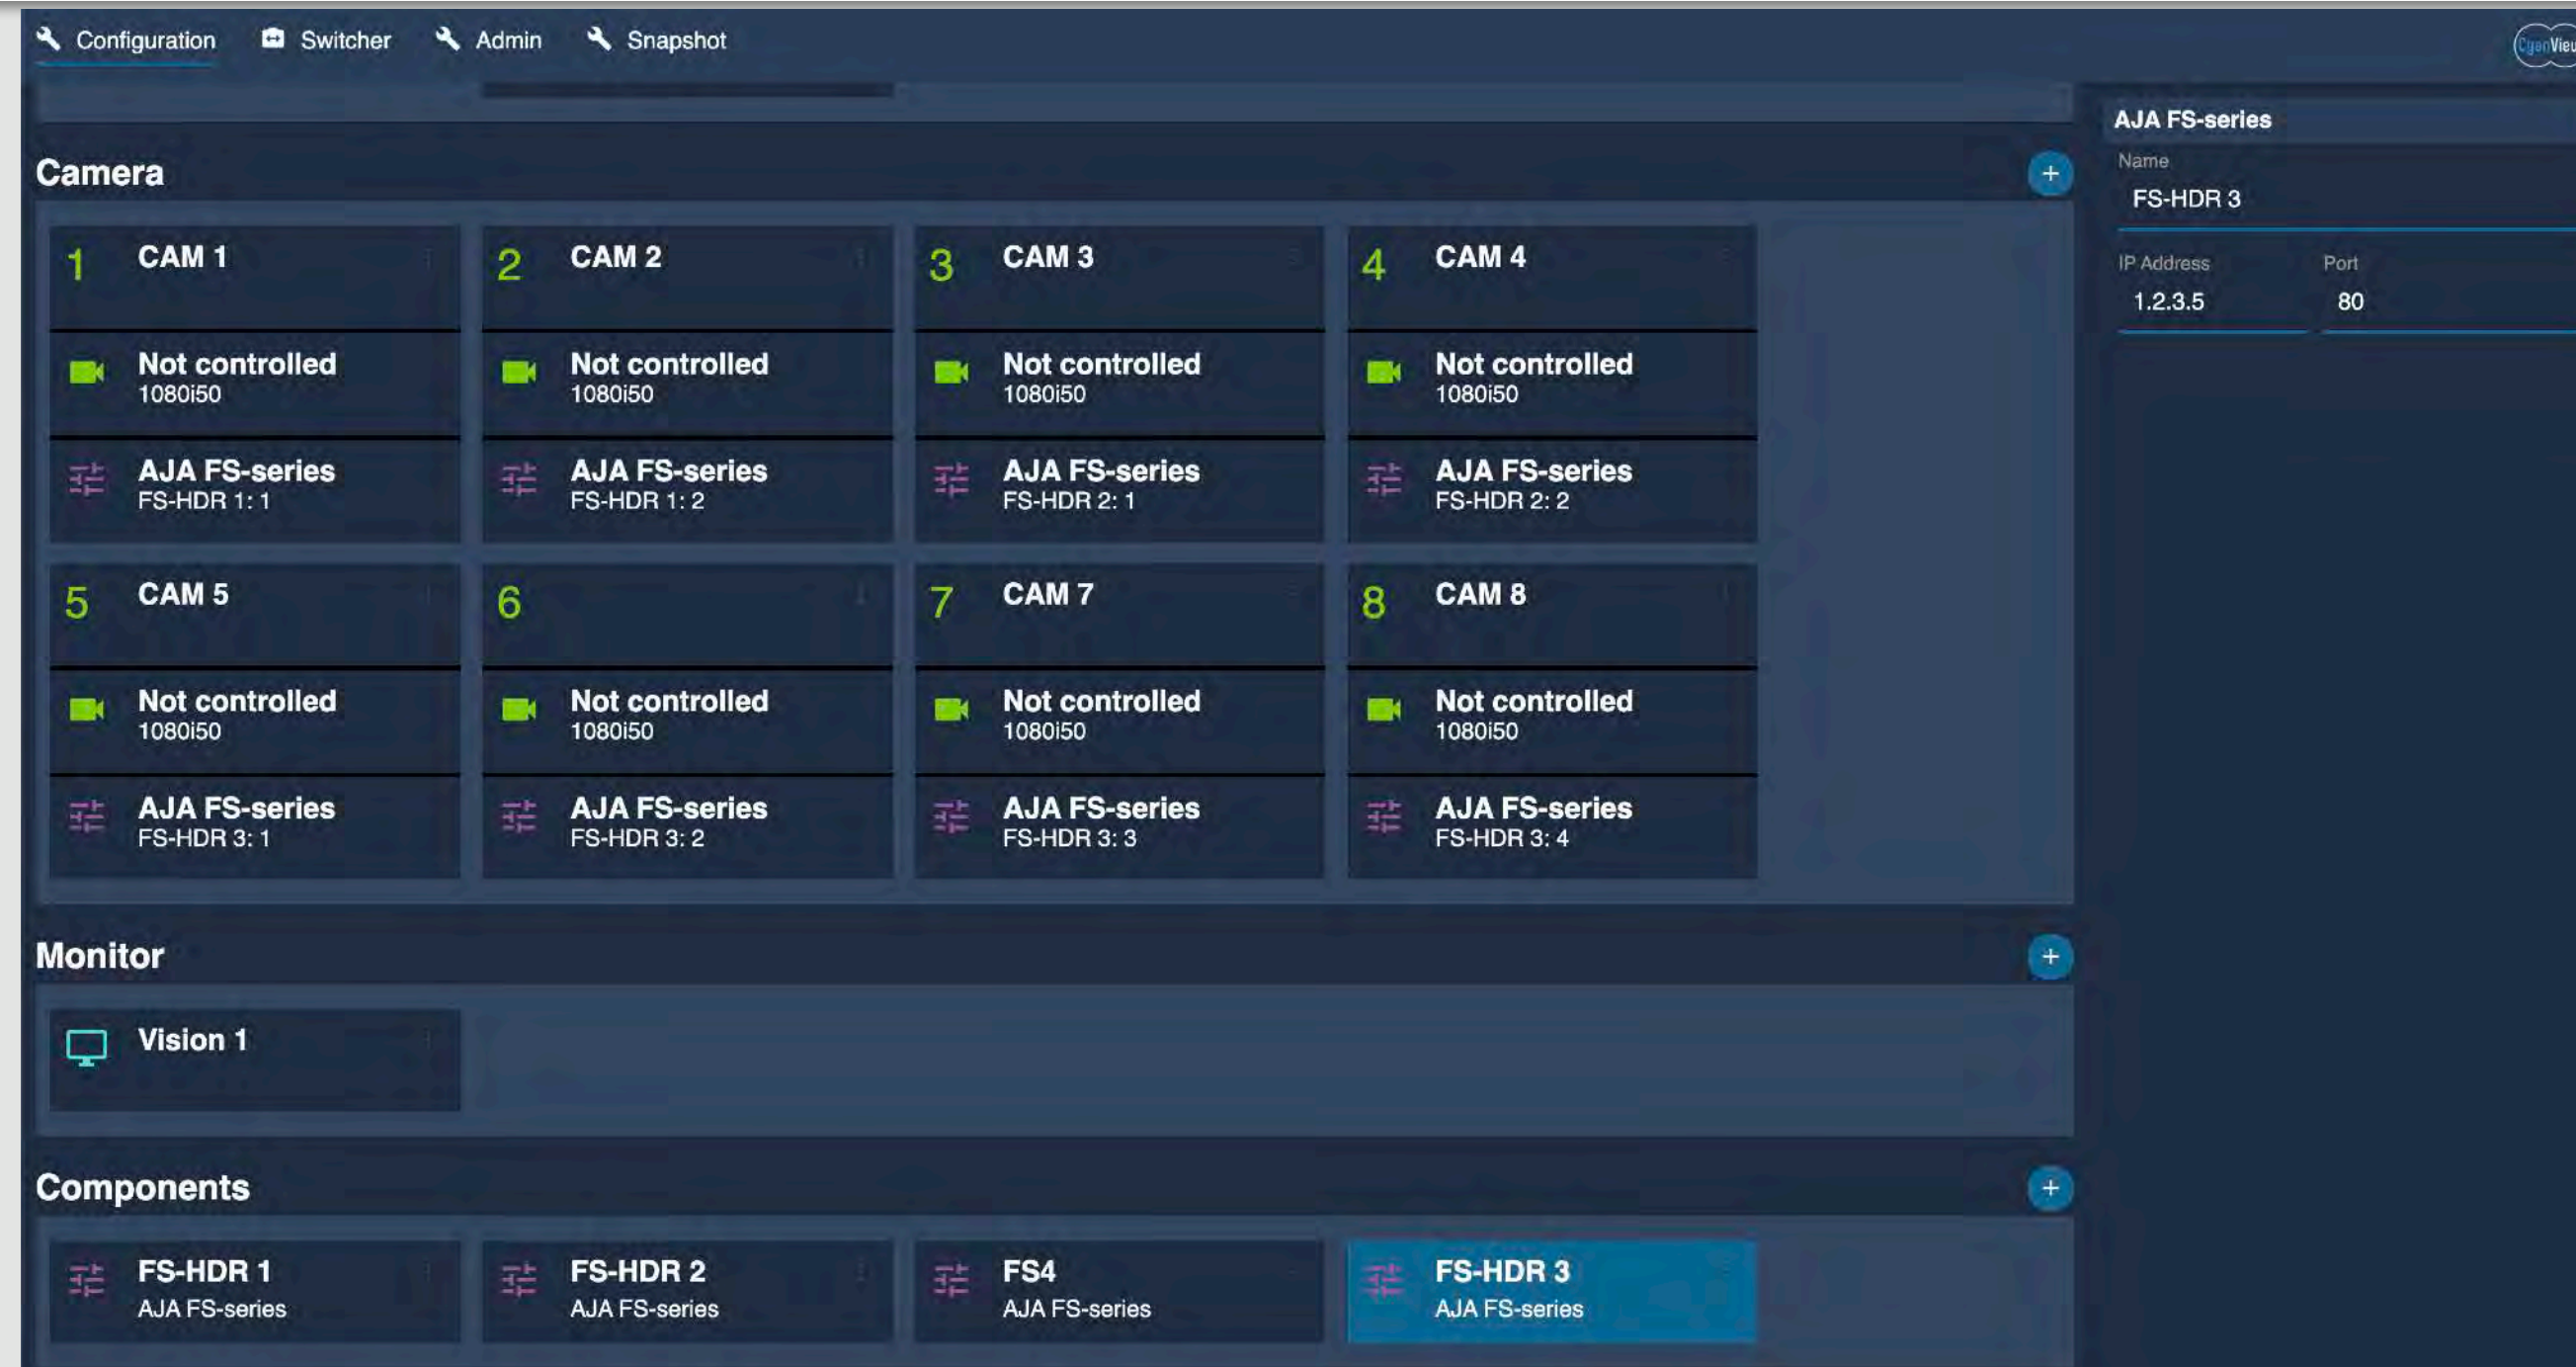 Configuration Switcher Admin Snapshot
CyanVie
AJA FS-series
Name
FS-HDR 3
IP Address Port
1.2.3.5 80
Camera
+
1 CAM 1
Not controlled
1080i50
AJA FS-series
FS-HDR 1: 1
2 CAM 2
Not controlled
1080i50
AJA FS-series
FS-HDR 1: 2
3 CAM 3
Not controlled
1080i50
AJA FS-series
FS-HDR 2: 1
4 CAM 4
Not controlled
1080i50
AJA FS-series
FS-HDR 2: 2
5 CAM 5
Not controlled
1080i50
AJA FS-series
FS-HDR 3: 1
6
Not controlled
1080i50
AJA FS-series
FS-HDR 3: 2
7 CAM 7
Not controlled
1080i50
AJA FS-series
FS-HDR 3: 3
8 CAM 8
Not controlled
1080i50
AJA FS-series
FS-HDR 3: 4
Monitor
+
Vision 1
Components
+
FS-HDR 1
AJA FS-series
FS-HDR 2
AJA FS-series
FS4
AJA FS-series
FS-HDR 3
AJA FS-series